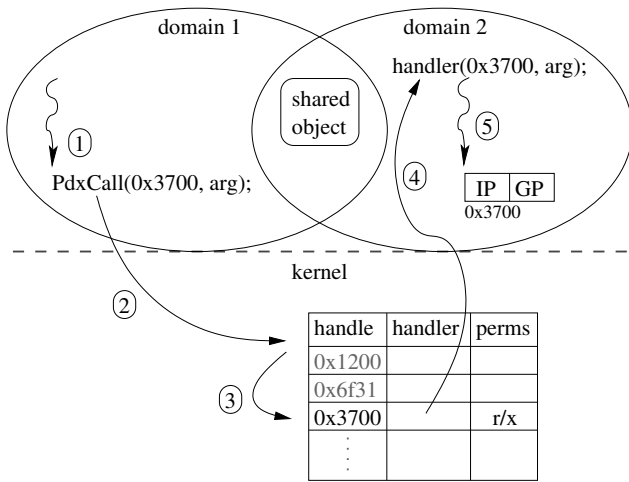 domain 1
domain 2
handler(0x3700, arg);
shared
object
1
5
PdxCall(0x3700, arg);
4
IP GP
0x3700
kernel
2
handle handler perms
0x1200
0x6f31
3
0x3700 r/x